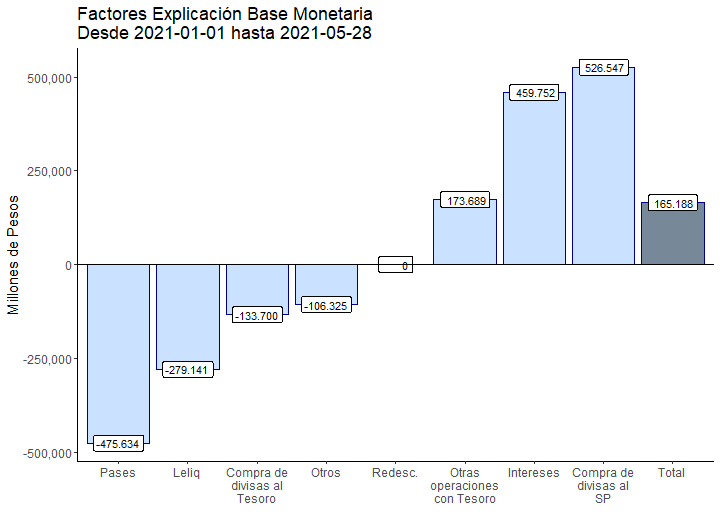 Factores Explicación Base Monetaria
Desde 2021-01-01 hasta 2021-05-28
Millones de Pesos
500,000
250,000
0
-250,000
-500,000
-475.634
-279.141
-133.700
-106.325
0
173.689
459.752
526.547
165.188
Pases
Leliq
Compra de
divisas al
Tesoro
Otros
Redesc.
Otras
operaciones
con Tesoro
Intereses
Compra de
divisas al
SP
Total